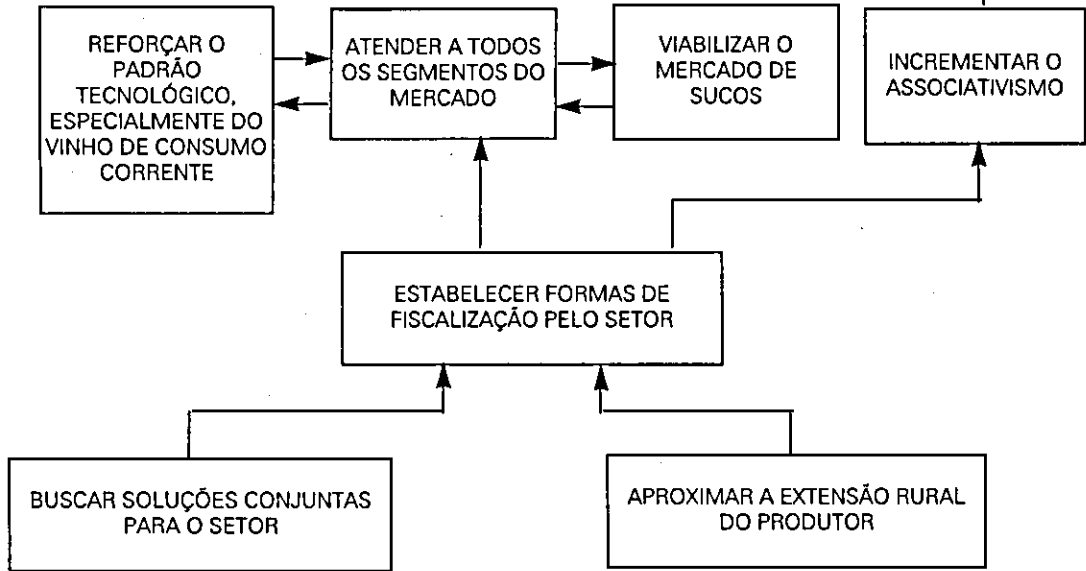 REFORÇAR O
PADRÃO
TECNOLÓGICO,
ESPECIALMENTE DO
VINHO DE CONSUMO
CORRENTE
ATENDER A TODOS
OS SEGMENTOS DO
MERCADO
VIABILIZAR O
MERCADO DE
SUCOS
INCREMENTAR O
ASSOCIATIVISMO
ESTABELECER FORMAS DE
FISCALIZAÇÃO PELO SETOR
BUSCAR SOLUÇÕES CONJUNTAS
PARA O SETOR
APROXIMAR A EXTENSÃO RURAL
DO PRODUTOR